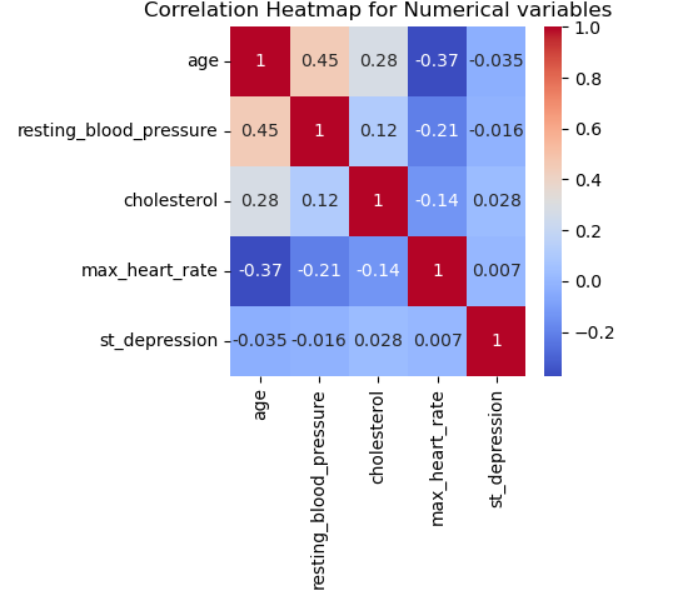 Correlation Heatmap for Numerical variables
age 1 0.45 0.28 -0.37 -0.035
resting_blood_pressure 0.45 1 0.12 -0.21 -0.016
cholesterol 0.28 0.12 1 -0.14 0.028
max_heart_rate -0.37 -0.21 -0.14 1 0.007
st_depression -0.035 -0.016 0.028 0.007 1
age
resting_blood_pressure
cholesterol
max_heart_rate
st_depression
1.0
0.8
0.6
0.4
0.2
0.0
−0.2